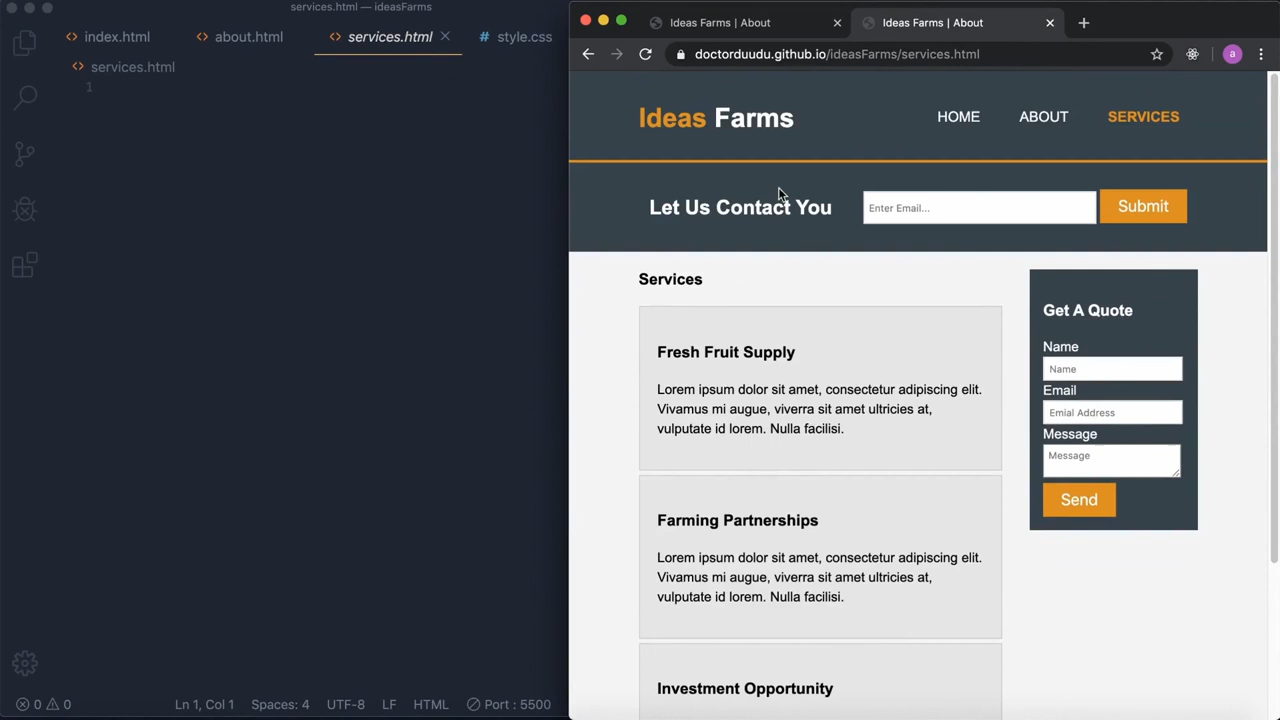 services.html — ideasFarms
index.html
about.html
services.html
# style.css
services.html
1
0 0
Ln 1, Col 1
Spaces: 4
UTF-8
LF
HTML
Port : 5500
Ideas Farms | About
Ideas Farms | About
doctorduudu.github.io/ideasFarms/services.html
a
Ideas Farms
HOME
ABOUT
SERVICES
Let Us Contact You
Enter Email...
Submit
Services
Fresh Fruit Supply
Lorem ipsum dolor sit amet, consectetur adipiscing elit.
Vivamus mi augue, viverra sit amet ultricies at,
vulputate id lorem. Nulla facilisi.
Farming Partnerships
Lorem ipsum dolor sit amet, consectetur adipiscing elit.
Vivamus mi augue, viverra sit amet ultricies at,
vulputate id lorem. Nulla facilisi.
Investment Opportunity
Get A Quote
Name
Name
Email
Emial Address
Message
Message
Send